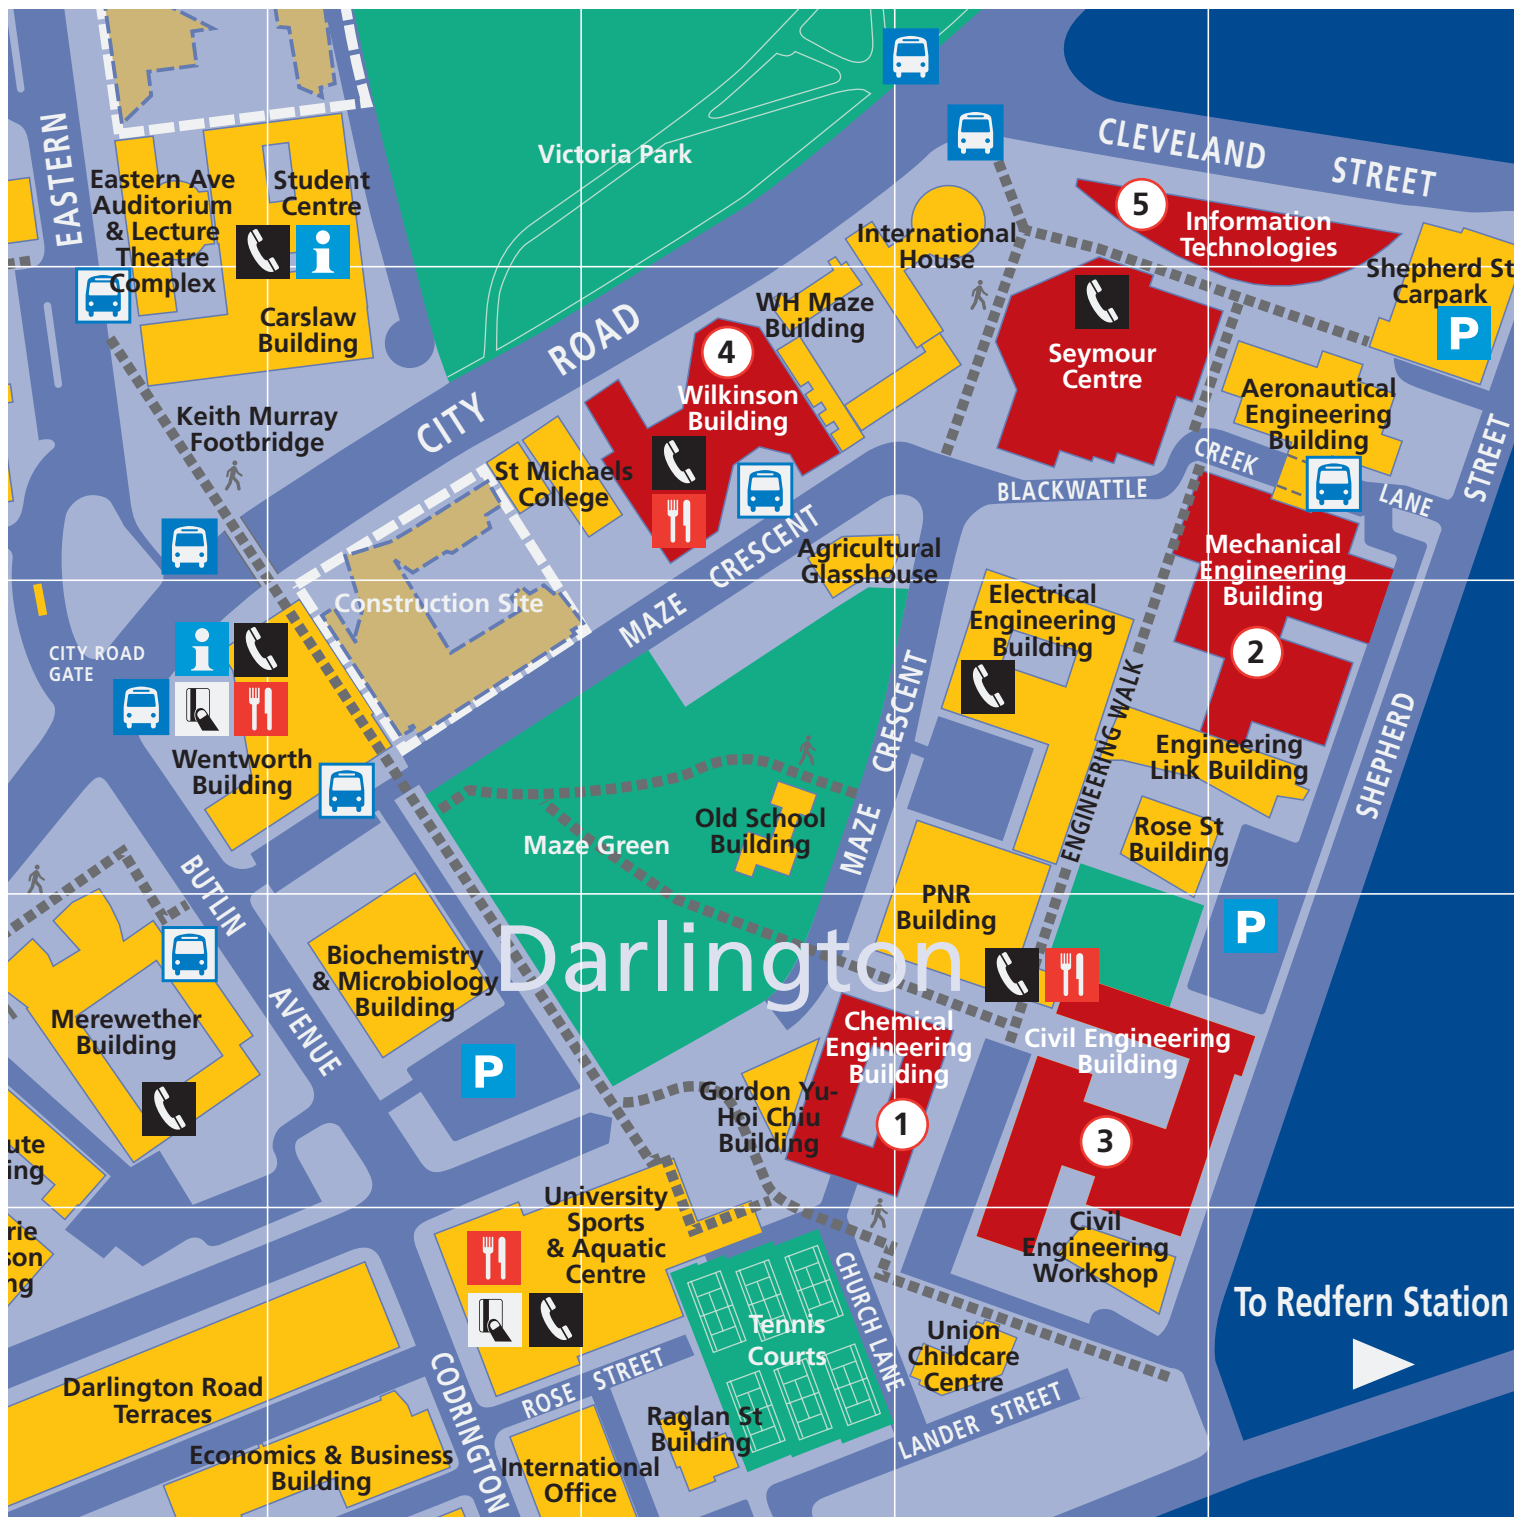 Victoria Park
CLEVELAND STREET
EASTERN
Eastern Ave
Auditorium
& Lecture
Theatre
Complex
Student
Centre
5
Information
Technologies
International
House
Shepherd St
Carpark
P
Carslaw
Building
WH Maze
Building
CITY ROAD
4
Wilkinson
Building
Seymour
Centre
Aeronautical
Engineering
Building
Keith Murray
Footbridge
St Michaels
College
CREEK LANE
BLACKWATTLE
STREET
MAZE CRESCENT
Agricultural
Glasshouse
Mechanical
Engineering
Building
2
Construction Site
Electrical
Engineering
Building
CITY ROAD
GATE
MAZE CRESCENT
ENGINEERING WALK
SHEPHERD
Wentworth
Building
Engineering
Link Building
Old School
Building
Maze Green
Rose St
Building
BUTLIN AVENUE
PNR
Building
P
Darlington
Biochemistry
& Microbiology
Building
Merewether
Building
Chemical
Engineering
Building
1
Civil Engineering
Building
3
P
Gordon Yu-
Hoi Chiu
Building
ute
ing
University
Sports
& Aquatic
Centre
Civil
Engineering
Workshop
rie
son
ng
CHURCH LANE
To Redfern Station
Tennis
Courts
Union
Childcare
Centre
CODRINGTON
ROSE STREET
Darlington Road
Terraces
Raglan St
Building
LANDER STREET
Economics & Business
Building
International
Office